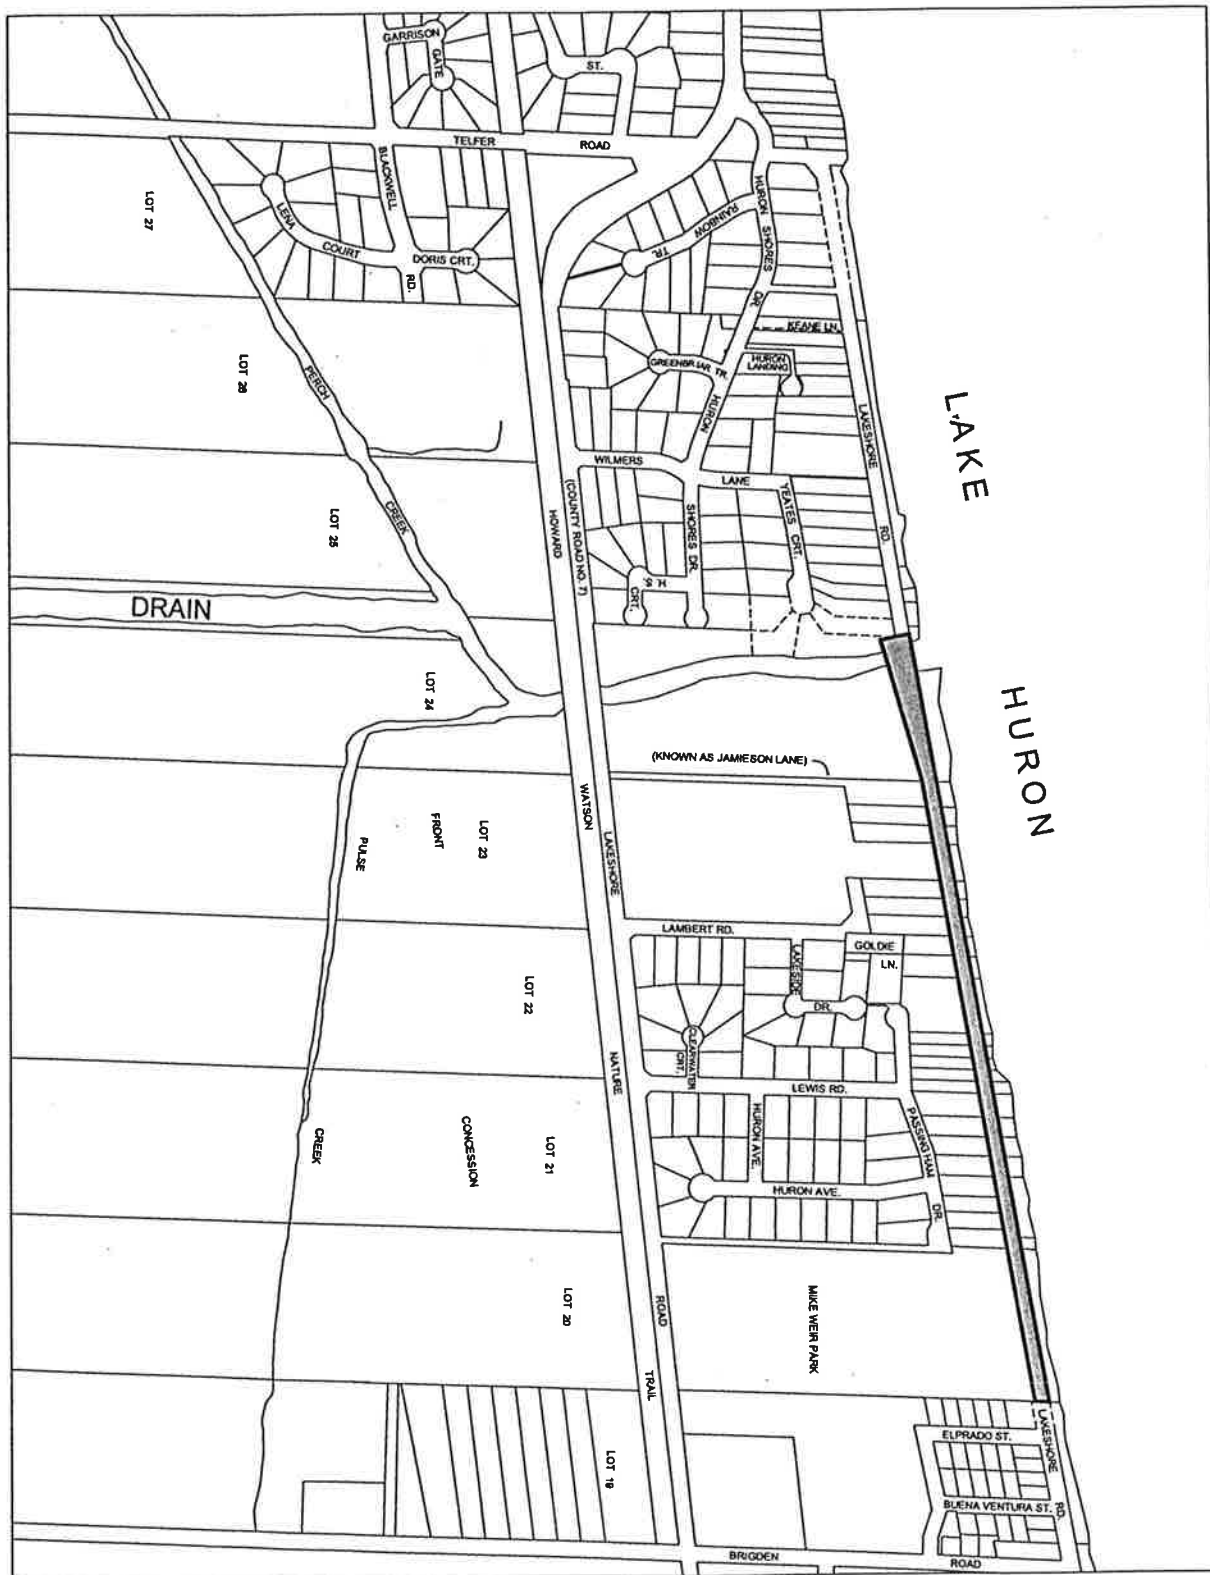 GARRISON
GATE
ST.
TELFER ROAD
BLACKWELL
RD.
LENA
COURT
DORIS CRT.
RAINBOW
TR.
HURON SHORES DR.
KEANE LN.
HURON
LANDING
GREENBRIAR TR.
HURON
SHORES DR.
WILMERS LANE
YEATES CRT.
H. S.
CRT.
LAKESHORE RD.
LAKE
HURON
LOT 27
LOT 26
LOT 25
PERCH
CREEK
DRAIN
LOT 24
(COUNTY ROAD NO. 7)
HOWARD
WATSON
NATURE
TRAIL
(KNOWN AS JAMIESON LANE)
LAKESHORE
ROAD
LOT 23
FRONT
CONCESSION
PULSE
CREEK
LAMBERT RD.
GOLDIE
LN.
LAKESIDE
DR.
CLEARWATER
CRT.
LOT 22
LEWIS RD.
HURON AVE.
HURON AVE.
PASSINGHAM
DR.
LOT 21
LOT 20
MIKE WEIR PARK
LOT 19
LAKESHORE
RD.
ELPRADO ST.
BUENA VENTURA ST.
BRIGDEN ROAD